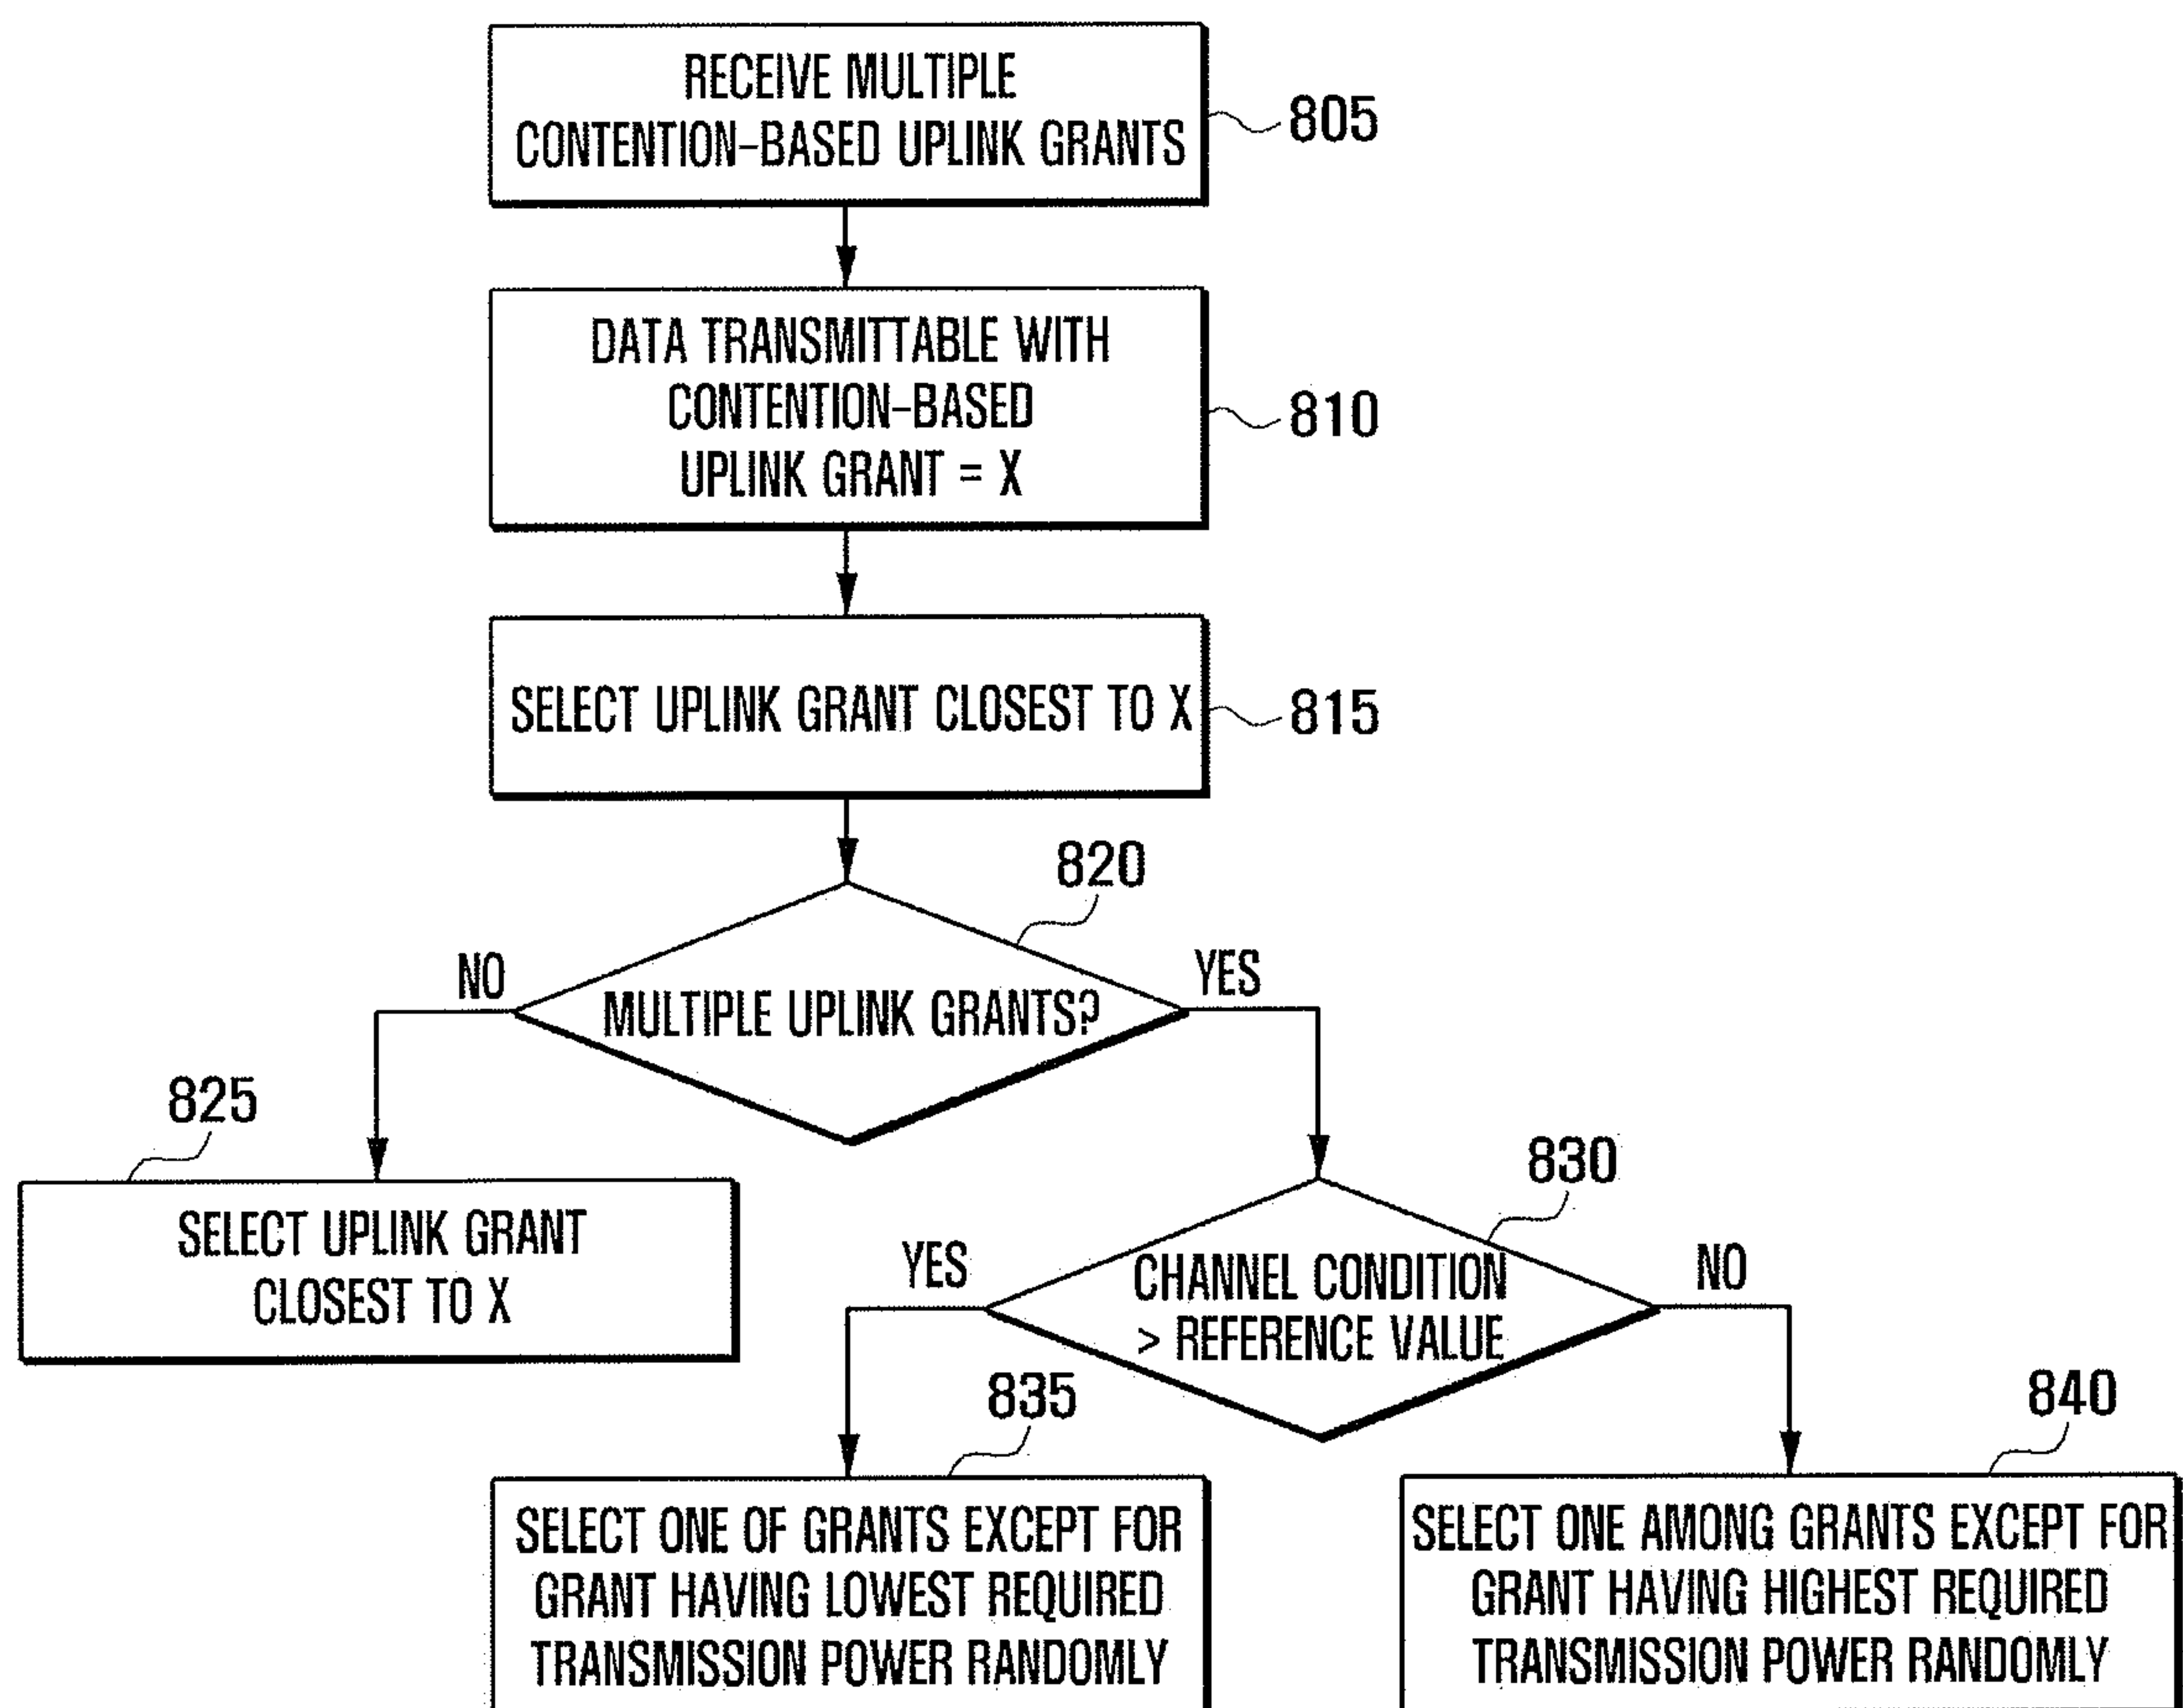 RECEIVE MULTIPLE
CONTENTION-BASED UPLINK GRANTS
805
DATA TRANSMITTABLE WITH
CONTENTION-BASED
UPLINK GRANT = X
810
SELECT UPLINK GRANT CLOSEST TO X
815
820
NO
MULTIPLE UPLINK GRANTS?
YES
825
SELECT UPLINK GRANT
CLOSEST TO X
830
YES
CHANNEL CONDITION
> REFERENCE VALUE
NO
835
SELECT ONE OF GRANTS EXCEPT FOR
GRANT HAVING LOWEST REQUIRED
TRANSMISSION POWER RANDOMLY
840
SELECT ONE AMONG GRANTS EXCEPT FOR
GRANT HAVING HIGHEST REQUIRED
TRANSMISSION POWER RANDOMLY